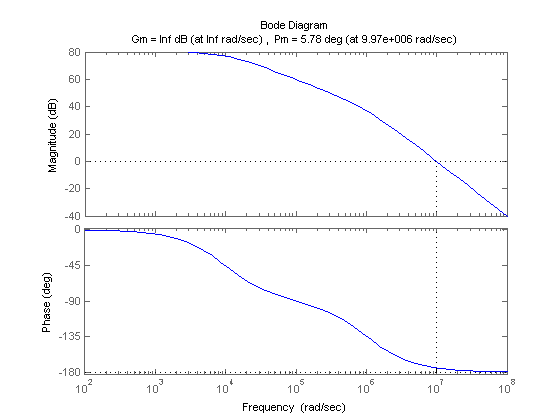 Bode Diagram
Gm = Inf dB (at Inf rad/sec) , Pm = 5.78 deg (at 9.97e+006 rad/sec)
80
60
40
20
0
-20
-40
Magnitude (dB)
0
-45
-90
-135
-180
Phase (deg)
10^2 10^3 10^4 10^5 10^6 10^7 10^8
Frequency (rad/sec)